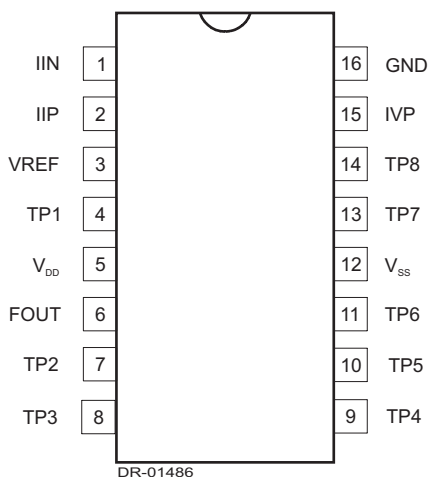 IIN 1 16 GND
IIP 2 15 IVP
VREF 3 14 TP8
TP1 4 13 TP7
VDD 5 12 VSS
FOUT 6 11 TP6
TP2 7 10 TP5
TP3 8 9 TP4
DR-01486